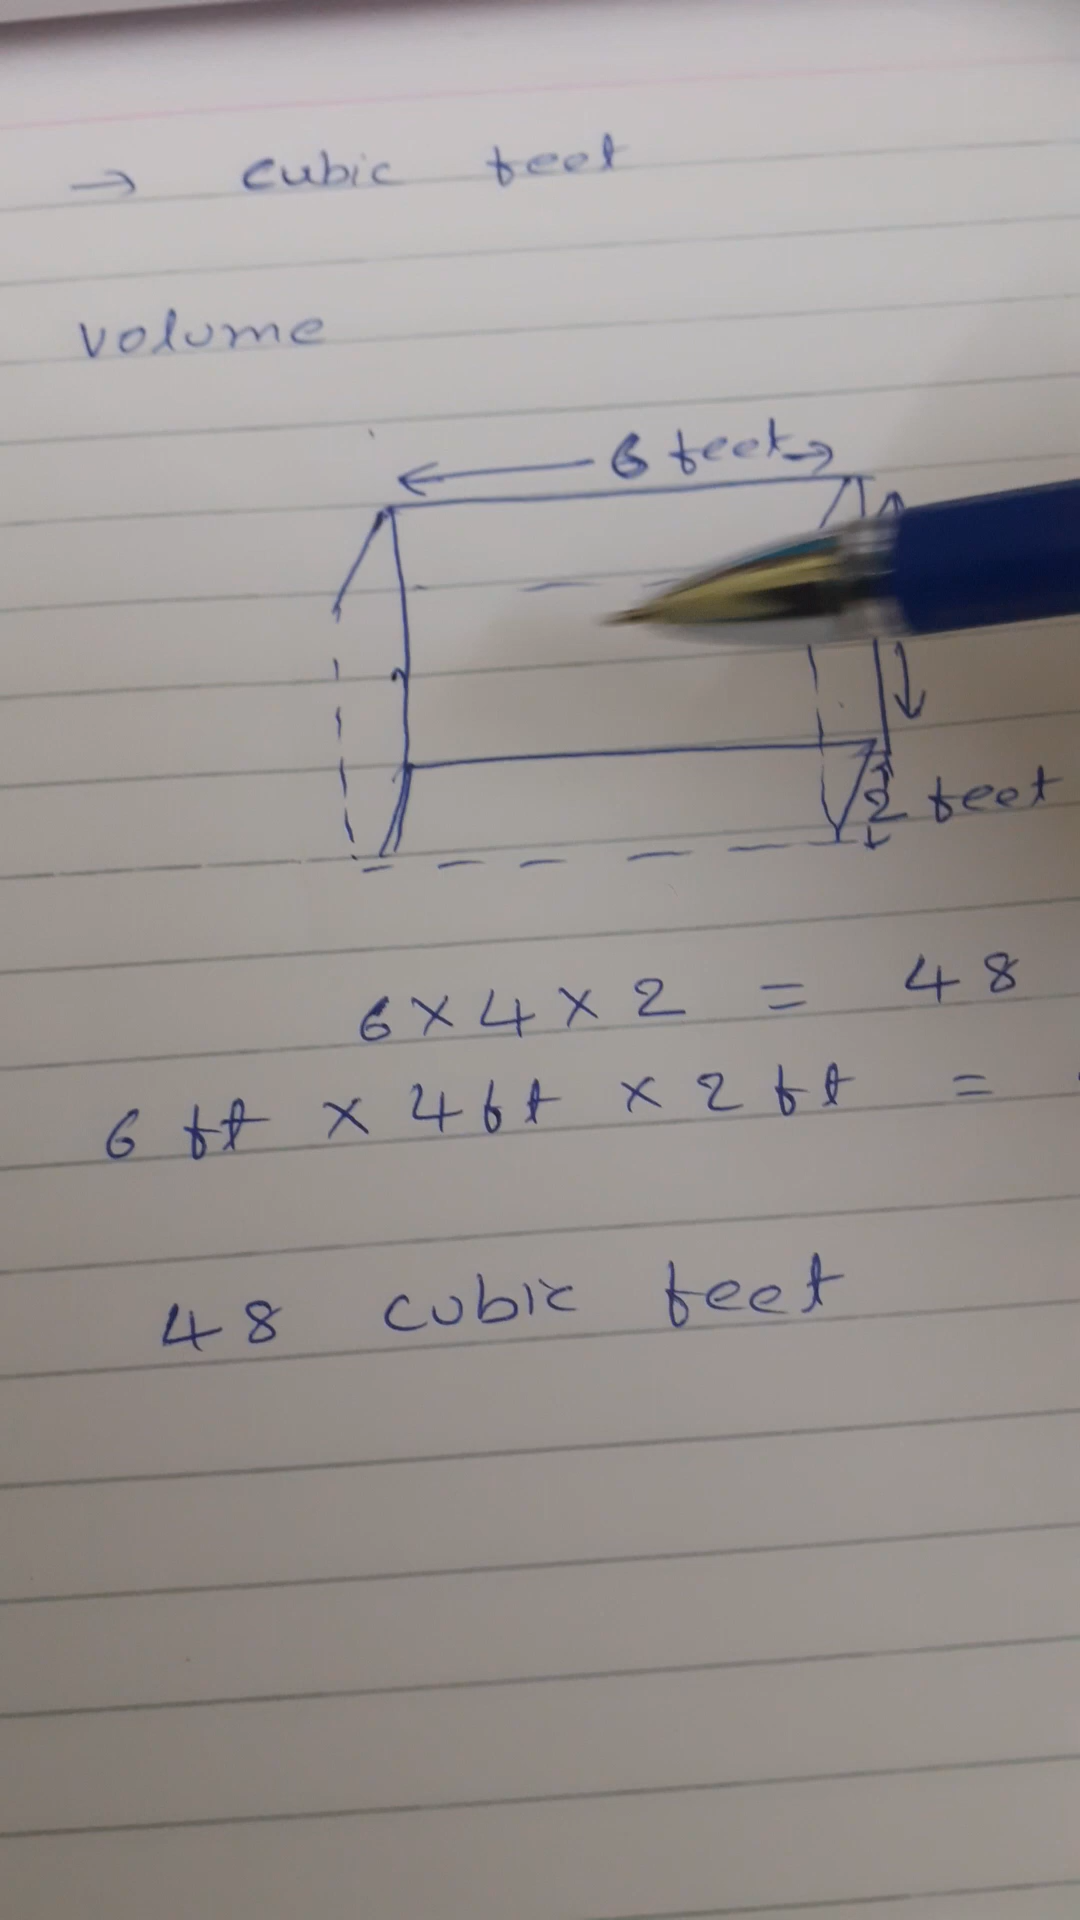 → cubic feet
volume
6 feet
2 feet
6 × 4 × 2 = 48
6 ft × 4 ft × 2 ft =
48 cubic feet